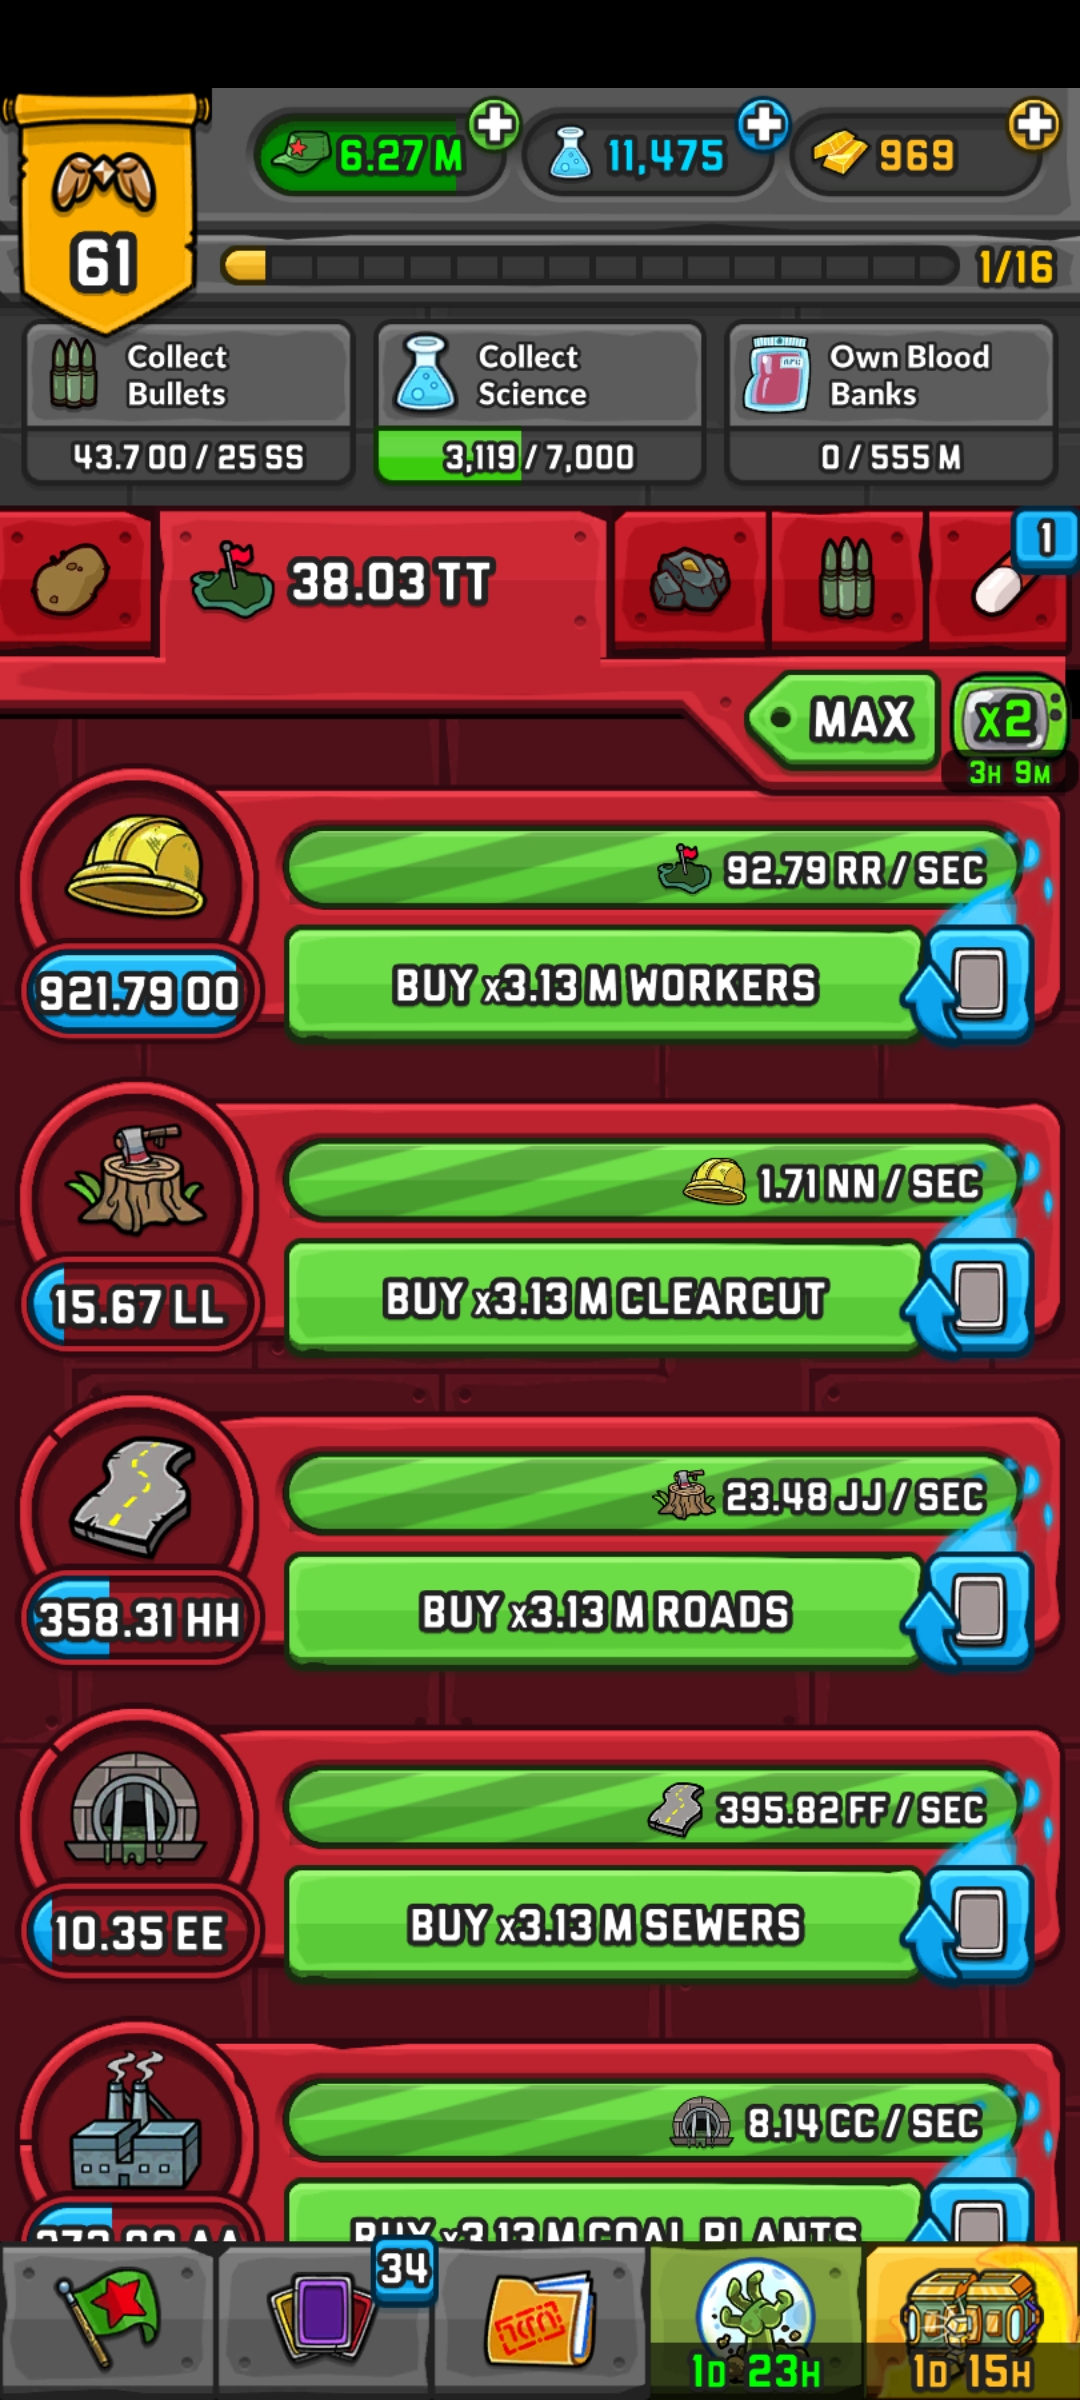 6.27 M
11,475
969
61
1/16
Collect
Bullets
Collect
Science
Own Blood
Banks
43.7 OO / 25 SS
3,119 / 7,000
0 / 555 M
38.03 TT
1
MAX
x2
3H 9M
92.79 RR / SEC
921.79 OO
BUY x3.13 M WORKERS
1.71 NN / SEC
15.67 LL
BUY x3.13 M CLEARCUT
23.48 JJ / SEC
358.31 HH
BUY x3.13 M ROADS
395.82 FF / SEC
10.35 EE
BUY x3.13 M SEWERS
8.14 CC / SEC
BUY x3.13 M COAL PLANTS
34
1D 23H
1D 15H